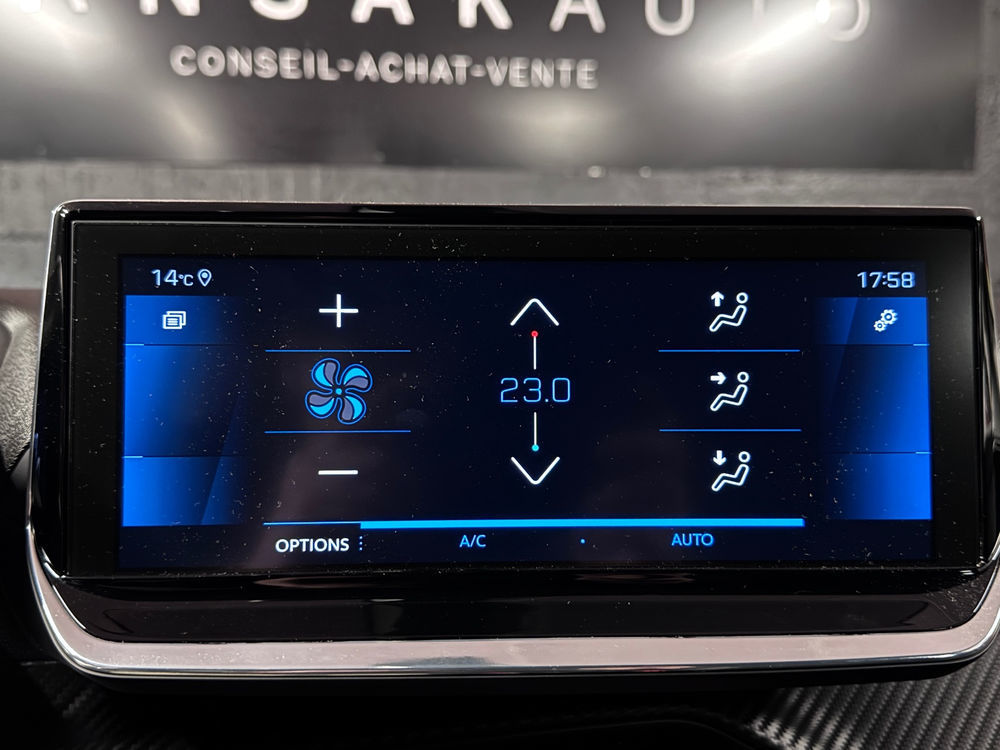 CONSEIL-ACHAT-VENTE
14°C
17:58
23.0
OPTIONS
A/C
AUTO